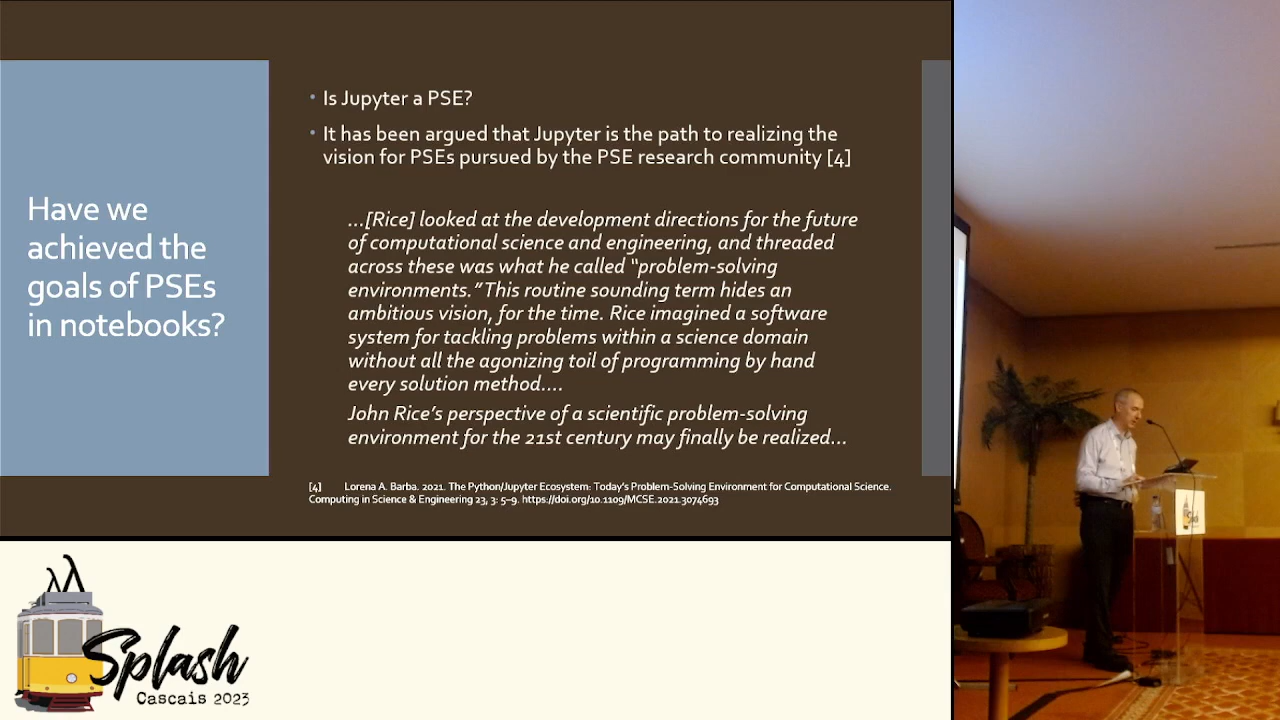 Have we
achieved the
goals of PSEs
in notebooks?
• Is Jupyter a PSE?
• It has been argued that Jupyter is the path to realizing the
vision for PSEs pursued by the PSE research community [4]
...[Rice] looked at the development directions for the future
of computational science and engineering, and threaded
across these was what he called “problem-solving
environments.” This routine sounding term hides an
ambitious vision, for the time. Rice imagined a software
system for tackling problems within a science domain
without all the agonizing toil of programming by hand
every solution method....
John Rice’s perspective of a scientific problem-solving
environment for the 21st century may finally be realized...
[4] Lorena A. Barba. 2021. The Python/Jupyter Ecosystem: Today’s Problem-Solving Environment for Computational Science.
Computing in Science & Engineering 23, 3: 5–9. https://doi.org/10.1109/MCSE.2021.3074693
Splash
Cascais 2023